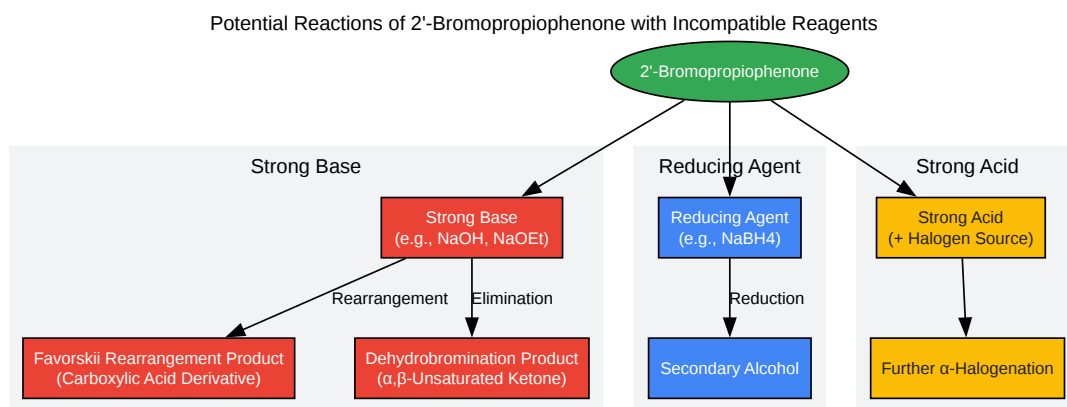 Potential Reactions of 2'-Bromopropiophenone with Incompatible Reagents
2'-Bromopropiophenone
Strong Base
Reducing Agent
Strong Acid
Strong Base
(e.g., NaOH, NaOEt)
Reducing Agent
(e.g., NaBH4)
Strong Acid
(+ Halogen Source)
Rearrangement
Elimination
Reduction
Favorskii Rearrangement Product
(Carboxylic Acid Derivative)
Dehydrobromination Product
(α,β-Unsaturated Ketone)
Secondary Alcohol
Further α-Halogenation